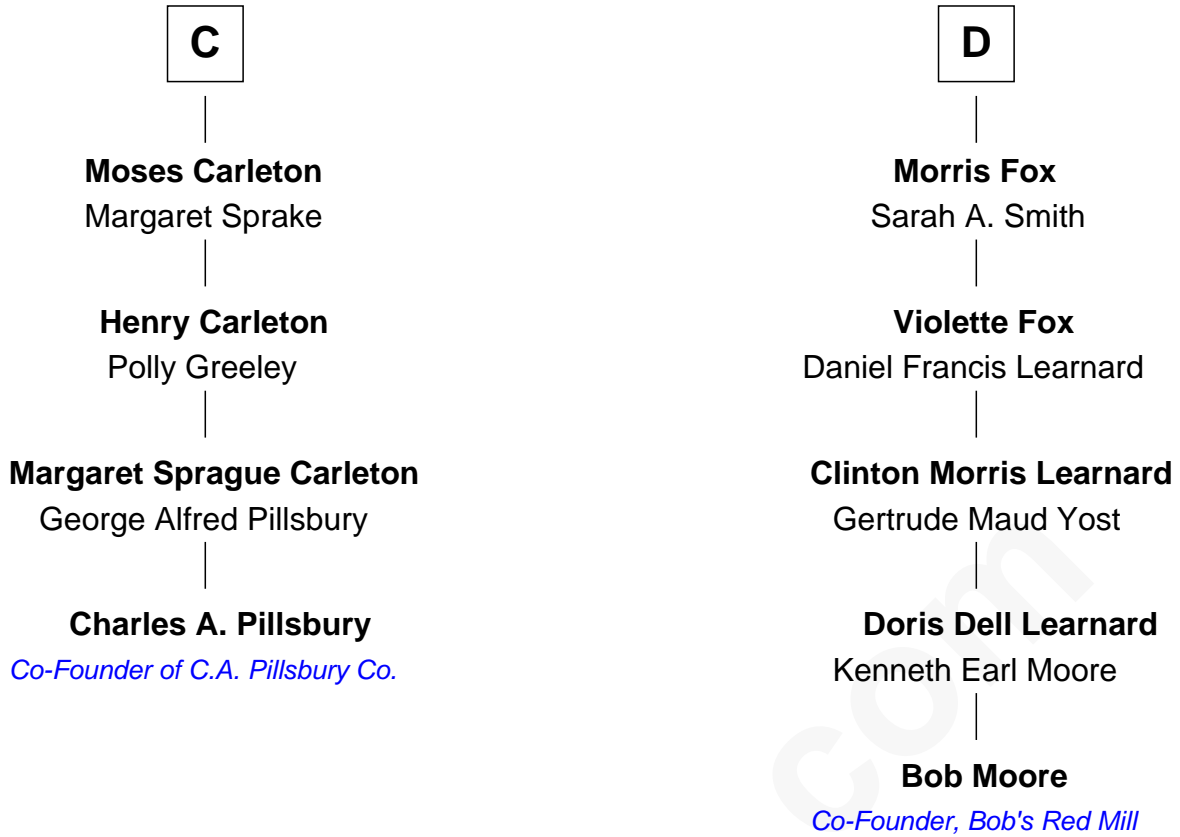 C
Moses Carleton
Margaret Sprake
Henry Carleton
Polly Greeley
Margaret Sprague Carleton
George Alfred Pillsbury
Charles A. Pillsbury
Co-Founder of C.A. Pillsbury Co.
D
Morris Fox
Sarah A. Smith
Violette Fox
Daniel Francis Learnard
Clinton Morris Learnard
Gertrude Maud Yost
Doris Dell Learnard
Kenneth Earl Moore
Bob Moore
Co-Founder, Bob's Red Mill
com